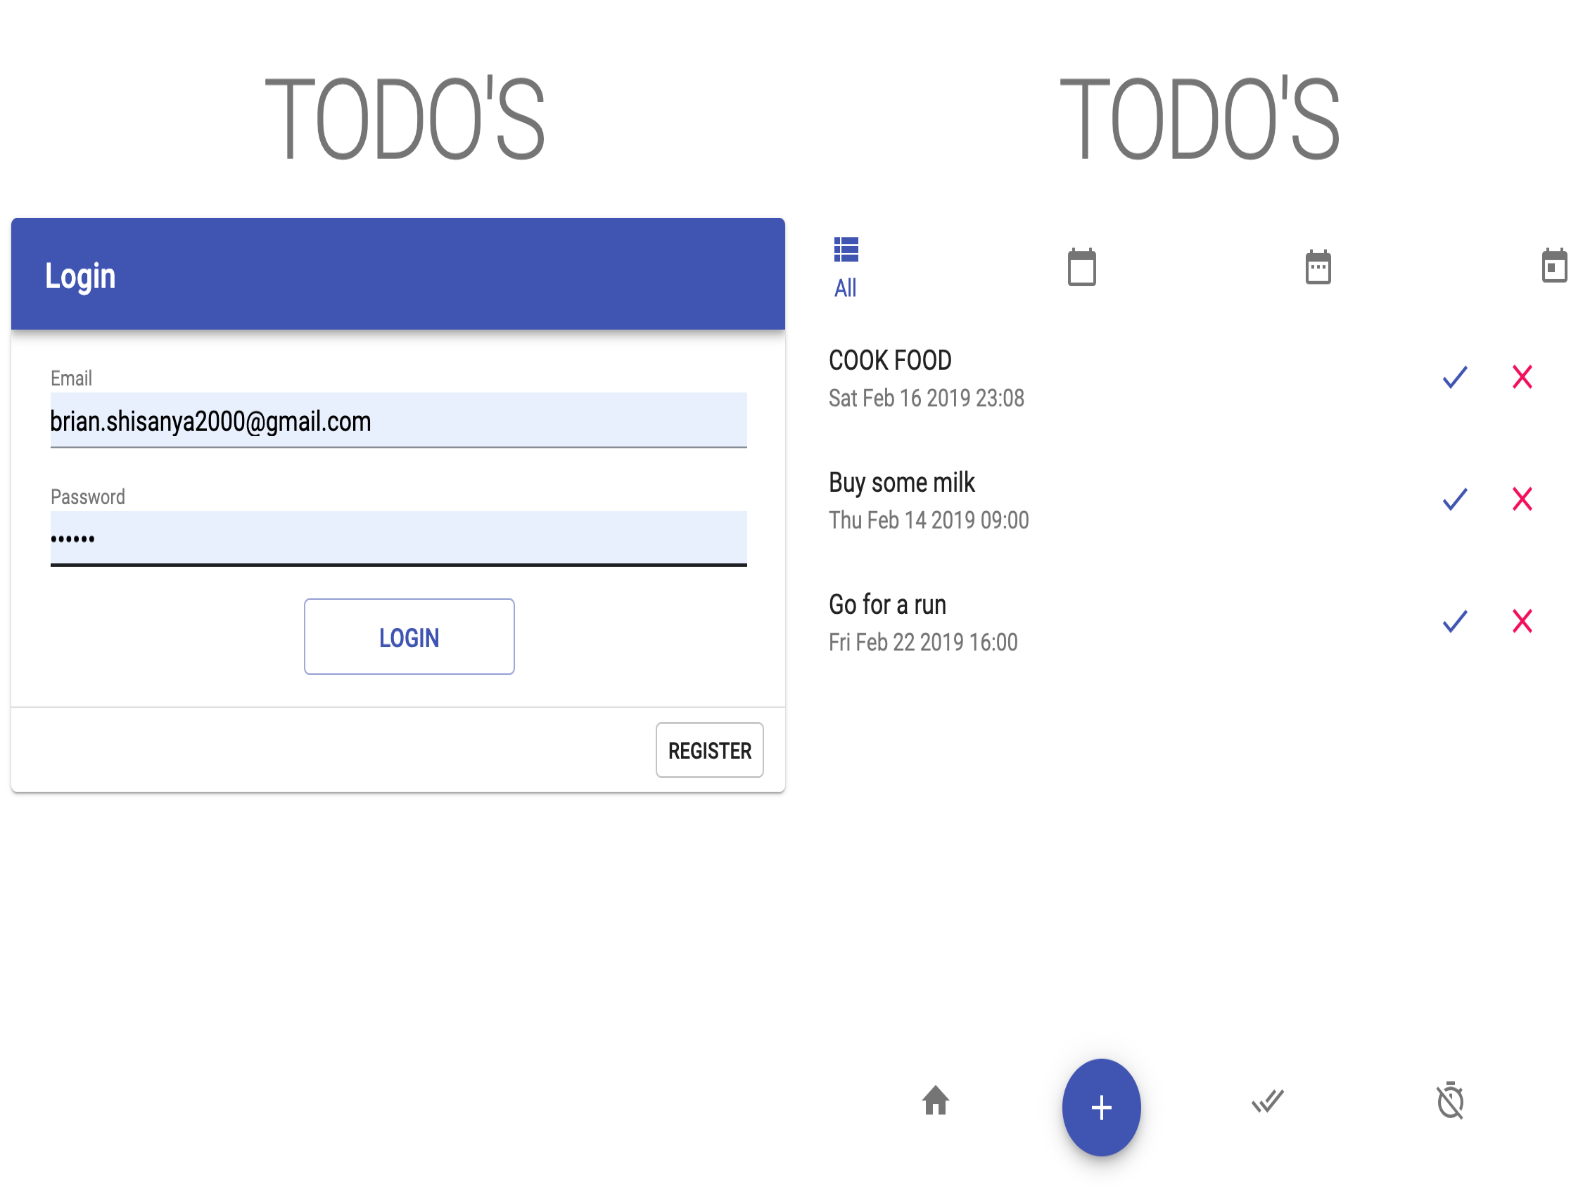 TODO'S
Login
Email
brian.shisanya2000@gmail.com
Password
••••••
LOGIN
REGISTER
TODO'S
All
COOK FOOD
Sat Feb 16 2019 23:08
Buy some milk
Thu Feb 14 2019 09:00
Go for a run
Fri Feb 22 2019 16:00